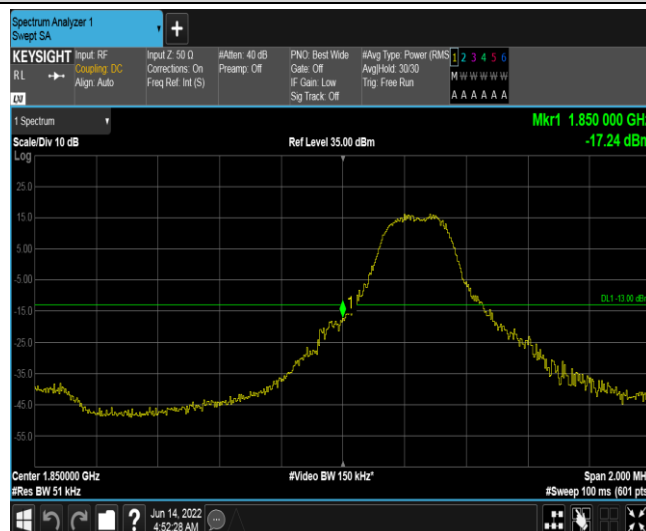 Spectrum Analyzer 1
Swept SA
KEYSIGHT
RL
Input: RF
Coupling: DC
Align: Auto
Input Z: 50 Ω
Corrections: On
Freq Ref: Int (S)
#Atten: 40 dB
Preamp: Off
PNO: Best Wide
Gate: Off
IF Gain: Low
Sig Track: Off
#Avg Type: Power (RMS
Avg|Hold: 30/30
Trig: Free Run
1 2 3 4 5 6
M W W W W W
A A A A A A
LXI
1 Spectrum
Mkr1 1.850 000 GHz
Scale/Div 10 dB
Ref Level 35.00 dBm
-17.24 dBm
Log
25.0
15.0
5.00
-5.00
1
DL1 -13.00 dBm
-15.0
-25.0
-35.0
-45.0
-55.0
Center 1.850000 GHz
#Video BW 150 kHz*
Span 2.000 MH
#Res BW 51 kHz
#Sweep 100 ms (601 pts
?
Jun 14, 2022
4:52:28 AM